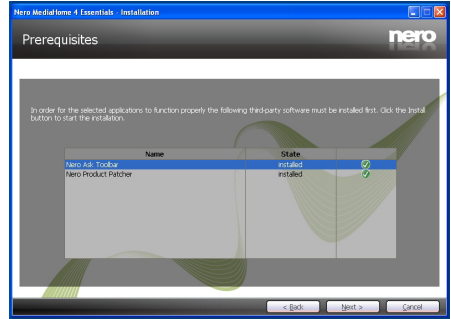 Nero MediaHome 4 Essentials - Installation
Prerequisites
nero
In order for the selected applications to function properly the following third-party software must be installed first. Click the Install
button to start the installation.
Name State
Nero Ask Toolbar installed
Nero Product Patcher installed
< Back Next > Cancel